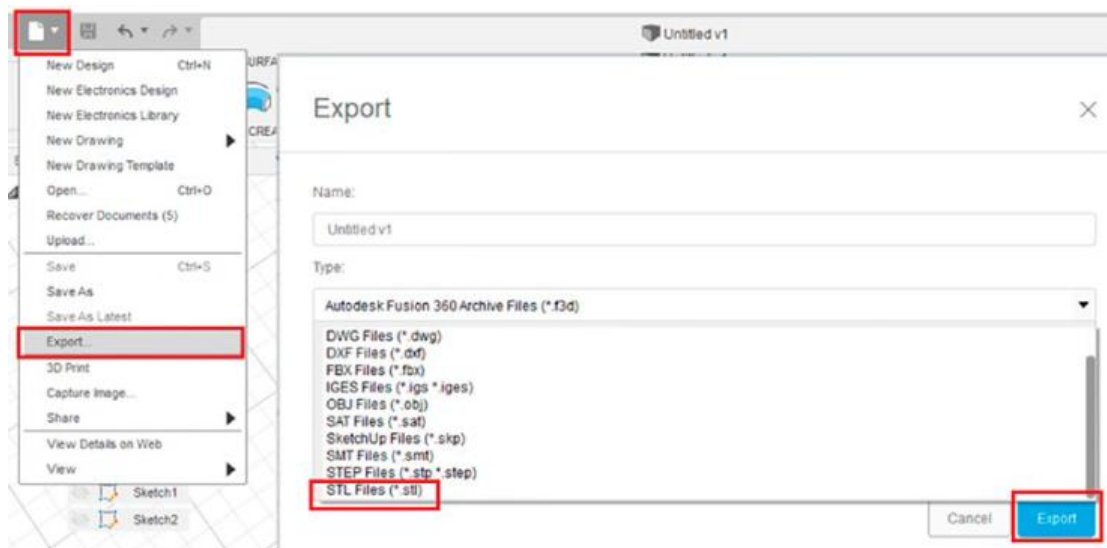 Untitled v1
New Design Ctrl+N
New Electronics Design
New Electronics Library
New Drawing
New Drawing Template
Open... Ctrl+O
Recover Documents (5)
Upload...
Save Ctrl+S
Save As
Save As Latest
Export...
3D Print
Capture Image...
Share
View Details on Web
View
Sketch1
Sketch2
URFA
CREA
Export
Name:
Untitled v1
Type:
Autodesk Fusion 360 Archive Files (*.f3d)
DWG Files (*.dwg)
DXF Files (*.dxf)
FBX Files (*.fbx)
IGES Files (*.igs *.iges)
OBJ Files (*.obj)
SAT Files (*.sat)
SketchUp Files (*.skp)
SMT Files (*.smt)
STEP Files (*.stp *.step)
STL Files (*.stl)
Cancel
Export